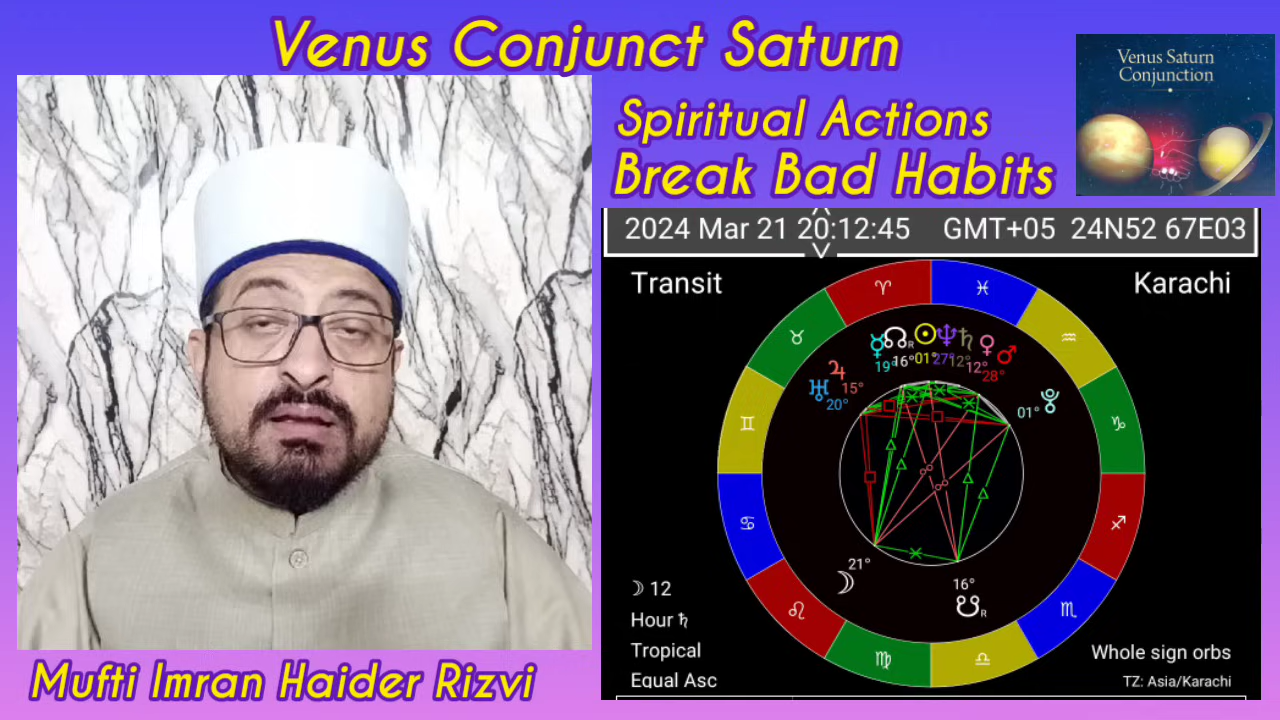 Venus Conjunct Saturn
Spiritual Actions
Break Bad Habits
Venus Saturn
Conjunction
2024 Mar 21 20:12:45 GMT+05 24N52 67E03
Transit
Karachi
♈ ♓
♉ ♒
♊ ♑
♋ ♐
♌ ♏
♍ ♎
☿ ☊R ☉ ♆ ♄ ♀ ♂
19° 16° 01° 27° 12° 12° 28°
♃ 15°
♅ 20°
01° ♇
☽ 21°
16°
☋R
☽ 12
Hour ♄
Tropical
Equal Asc
Whole sign orbs
TZ: Asia/Karachi
Mufti Imran Haider Rizvi